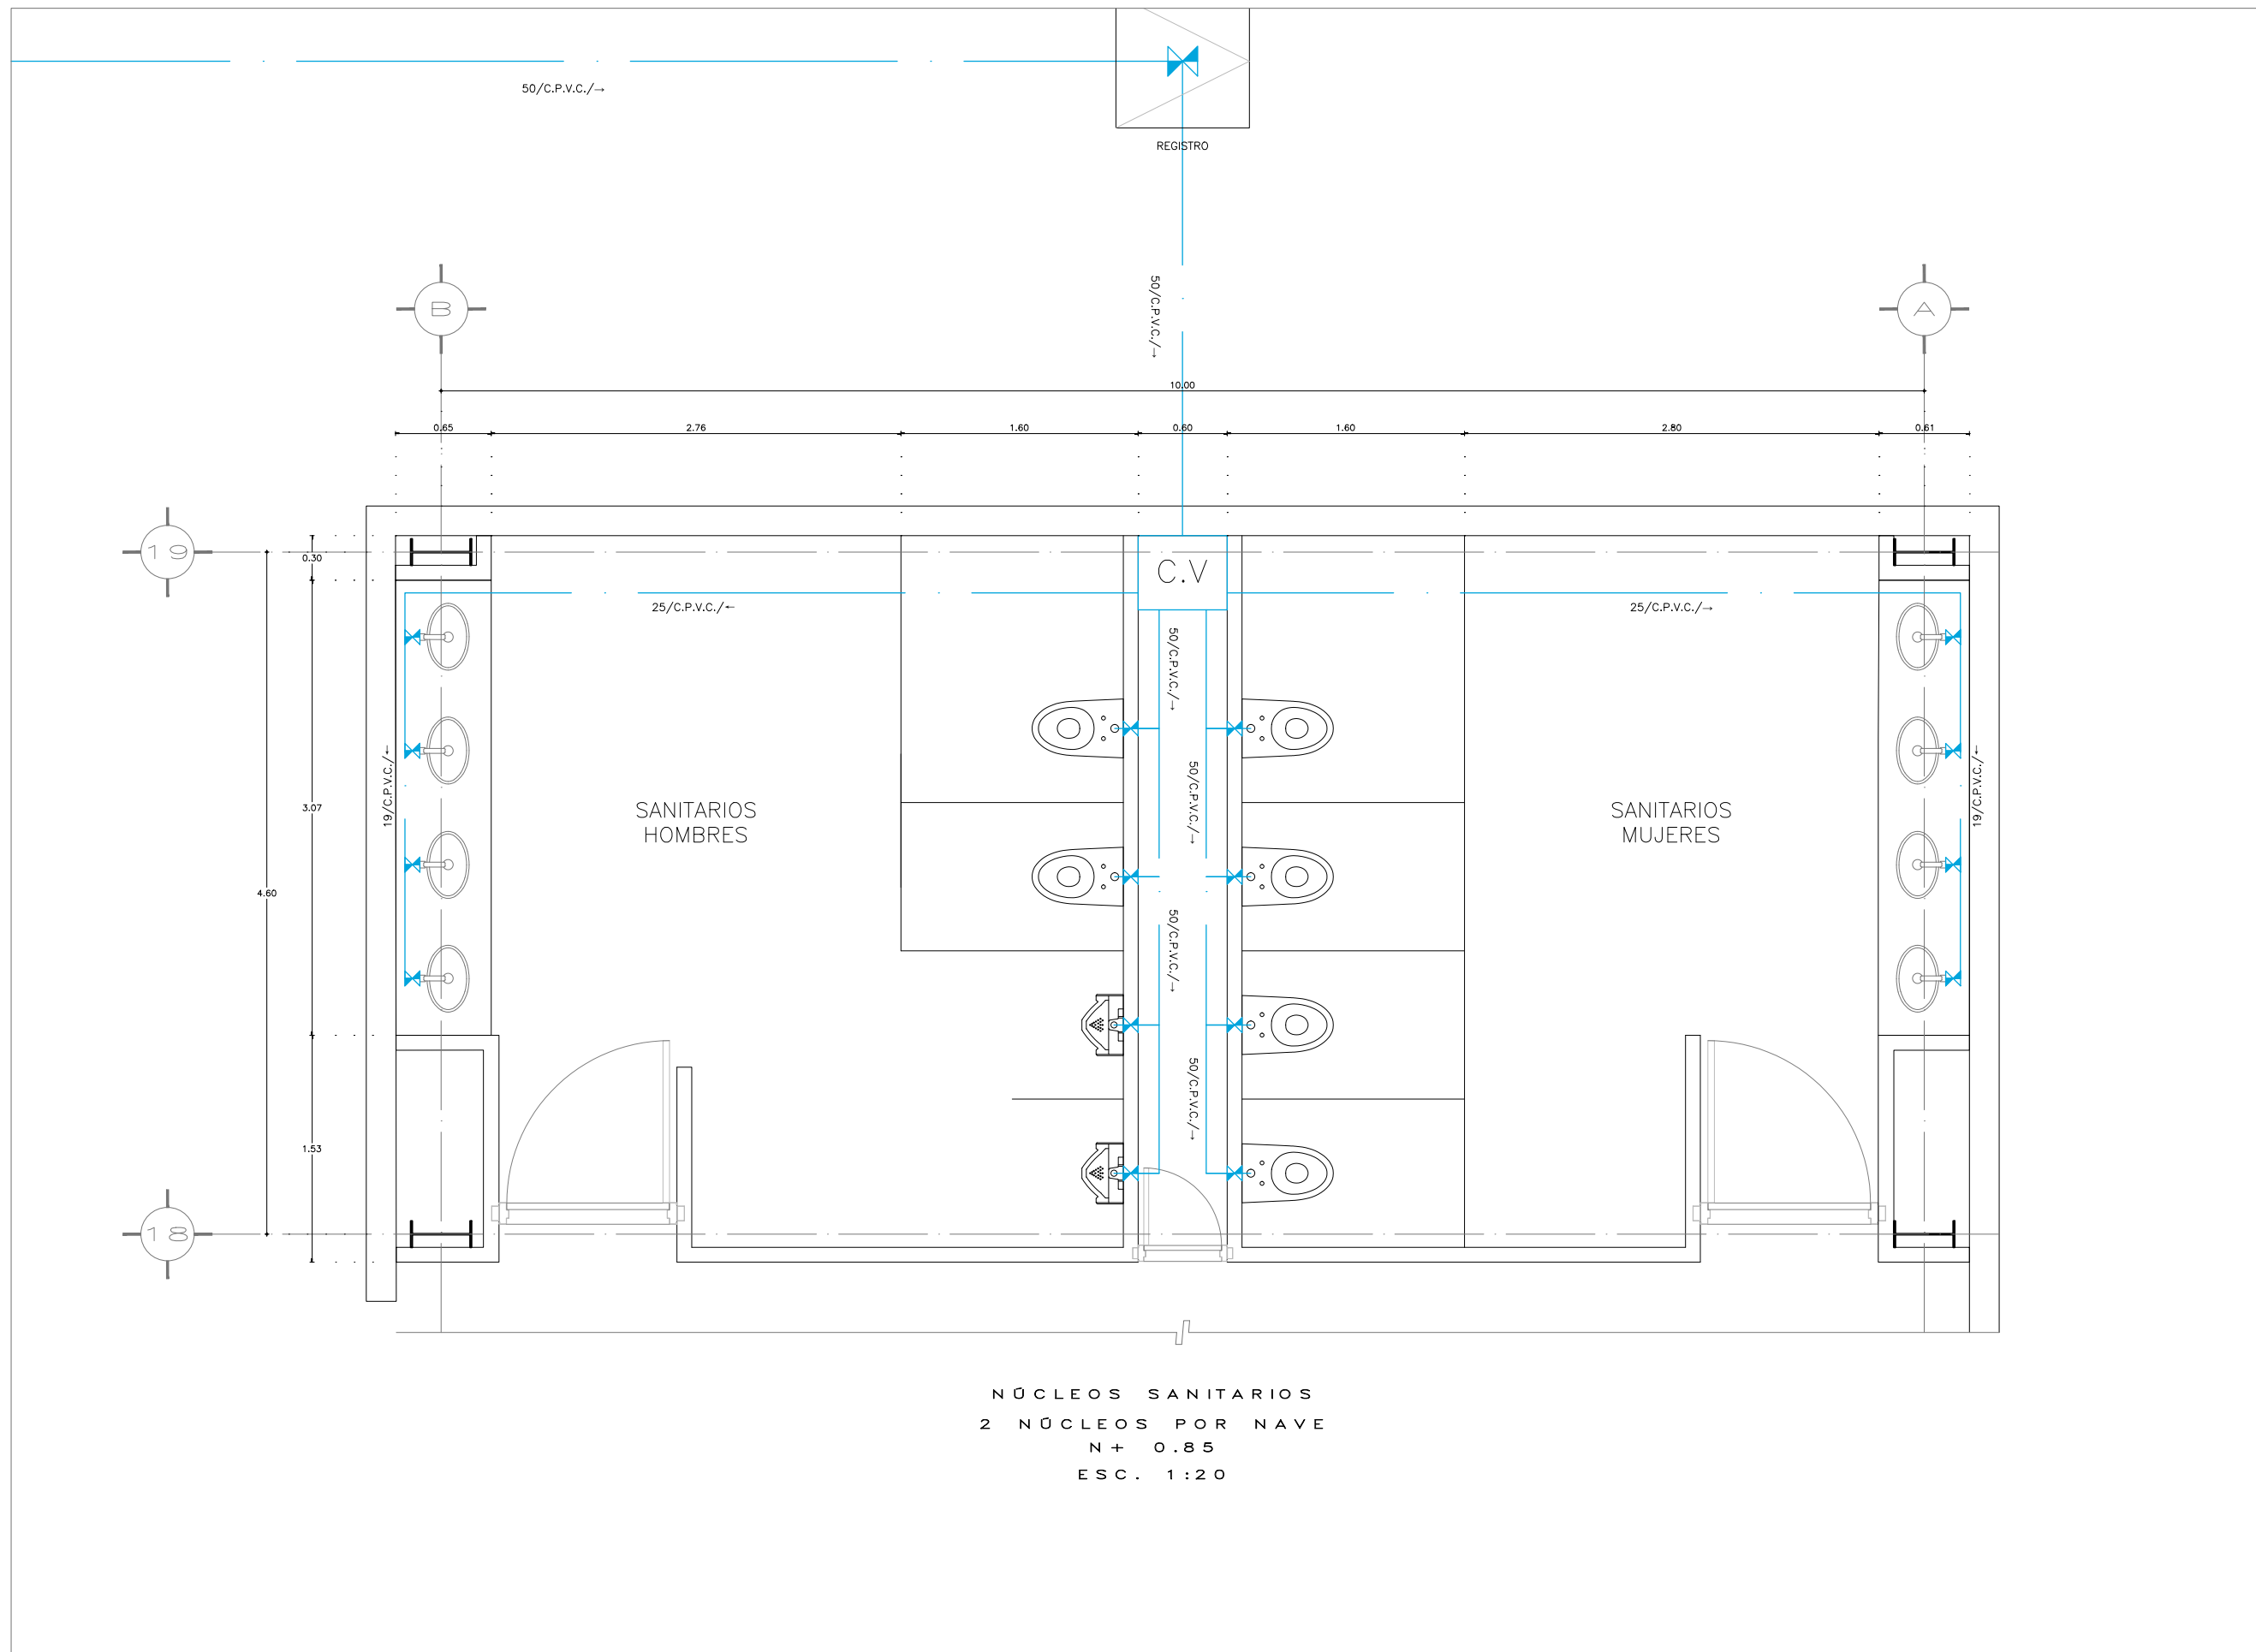 50/C.P.V.C./→
REGISTRO
50/C.P.V.C./→
B
A
10.00
0.65
2.76
1.60
0.60
1.60
2.80
0.61
19
0.30
C.V
25/C.P.V.C./←
25/C.P.V.C./→
50/C.P.V.C./→
19/C.P.V.C./←
3.07
SANITARIOS
HOMBRES
50/C.P.V.C./→
SANITARIOS
MUJERES
19/C.P.V.C./←
4.60
50/C.P.V.C./→
50/C.P.V.C./→
1.53
18
NÚCLEOS SANITARIOS
2 NÚCLEOS POR NAVE
N+ 0.85
ESC. 1:20